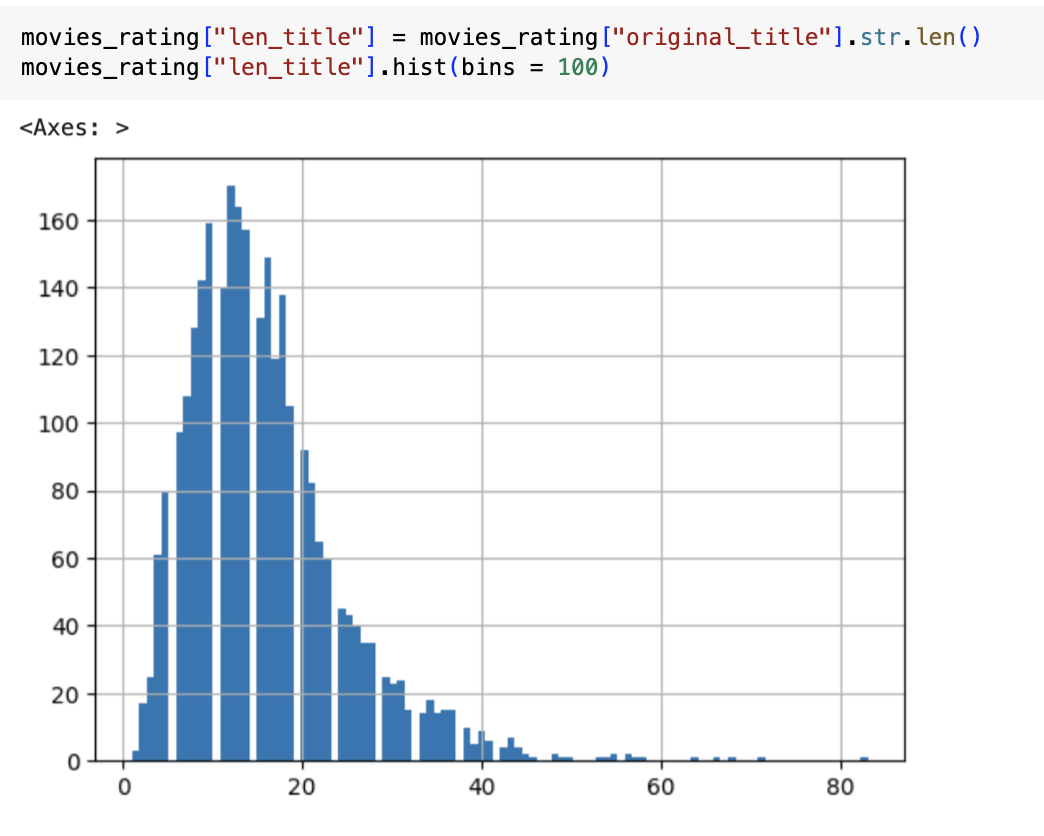 movies_rating["len_title"] = movies_rating["original_title"].str.len()
movies_rating["len_title"].hist(bins = 100)
<Axes: >
160
140
120
100
80
60
40
20
0
0 20 40 60 80